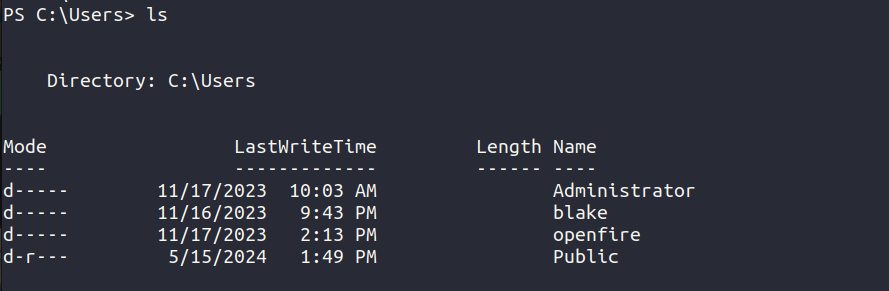 PS C:\Users> ls
Directory: C:\Users
Mode LastWriteTime Length Name
---- ------------- ------ ----
d----- 11/17/2023 10:03 AM Administrator
d----- 11/16/2023 9:43 PM blake
d----- 11/17/2023 2:13 PM openfire
d-r--- 5/15/2024 1:49 PM Public